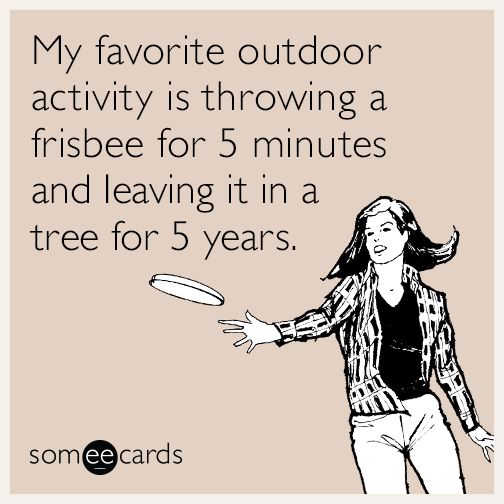 My favorite outdoor
activity is throwing a
frisbee for 5 minutes
and leaving it in a
tree for 5 years.
someecards